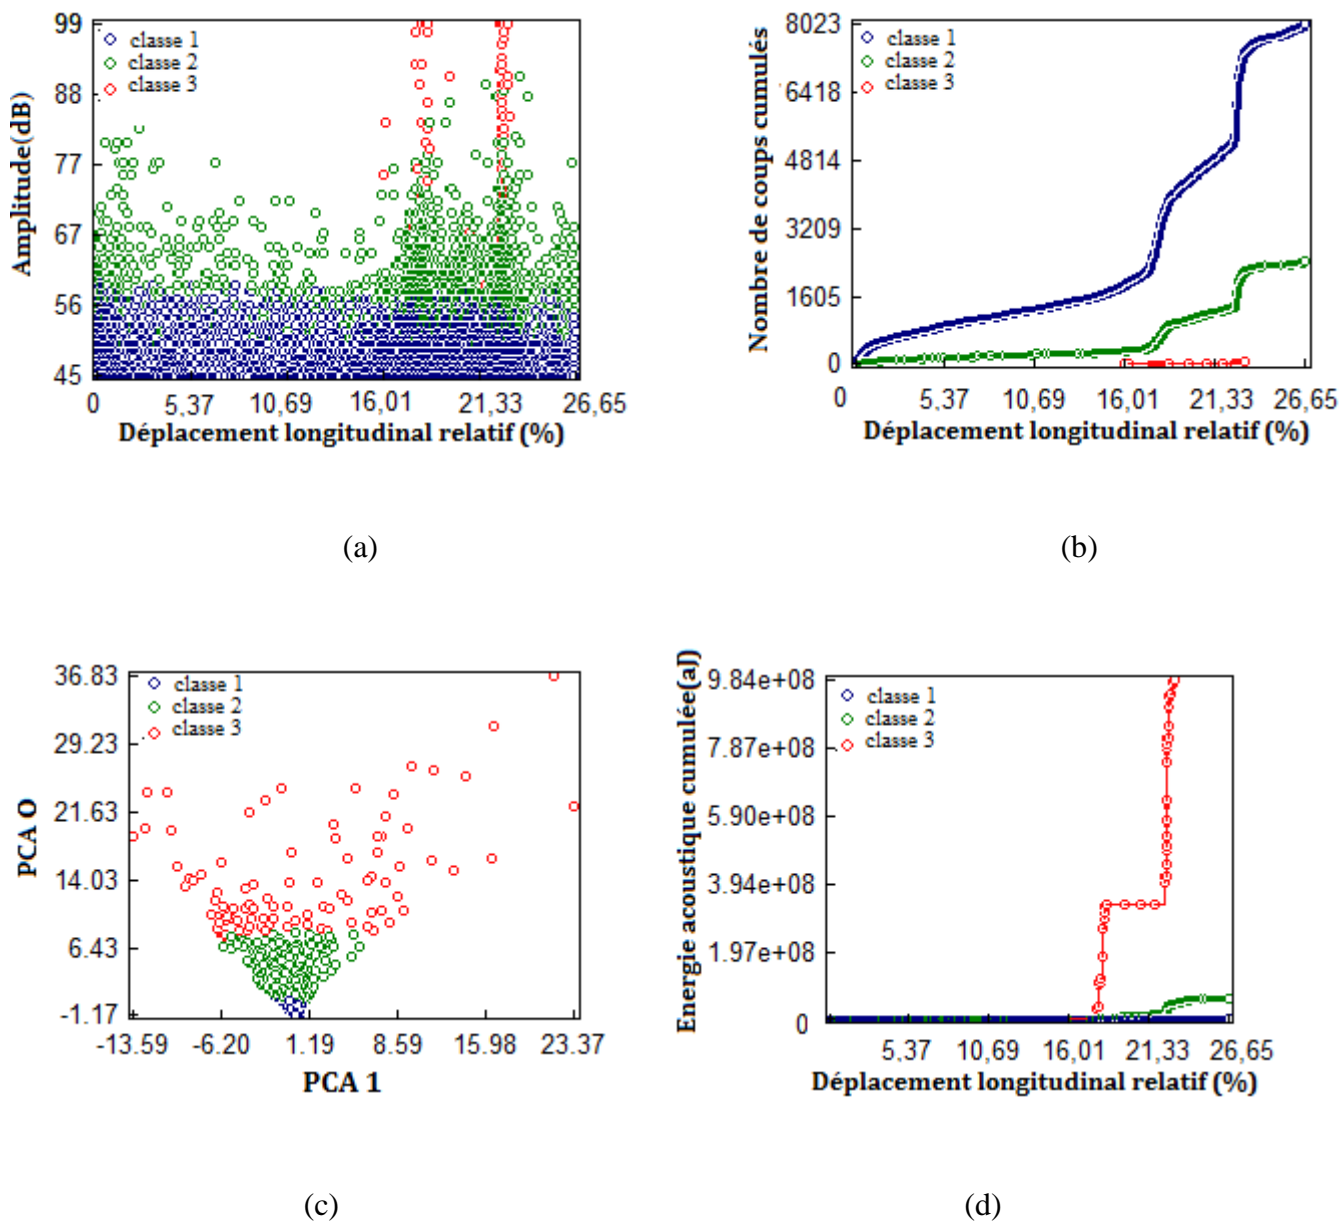 99
88
77
67
56
45
Amplitude(dB)
classe 1
classe 2
classe 3
0 5,37 10,69 16,01 21,33 26,65
Déplacement longitudinal relatif (%)
(a)
8023
6418
4814
3209
1605
0
Nombre de coups cumulés
classe 1
classe 2
classe 3
0 5,37 10,69 16,01 21,33 26,65
Déplacement longitudinal relatif (%)
(b)
36.83
29.23
21.63
14.03
6.43
-1.17
PCA O
classe 1
classe 2
classe 3
-13.59 -6.20 1.19 8.59 15.98 23.37
PCA 1
(c)
9.84e+08
7.87e+08
5.90e+08
3.94e+08
1.97e+08
0
Energie acoustique cumulée(aJ)
classe 1
classe 2
classe 3
5,37 10,69 16,01 21,33 26,65
Déplacement longitudinal relatif (%)
(d)